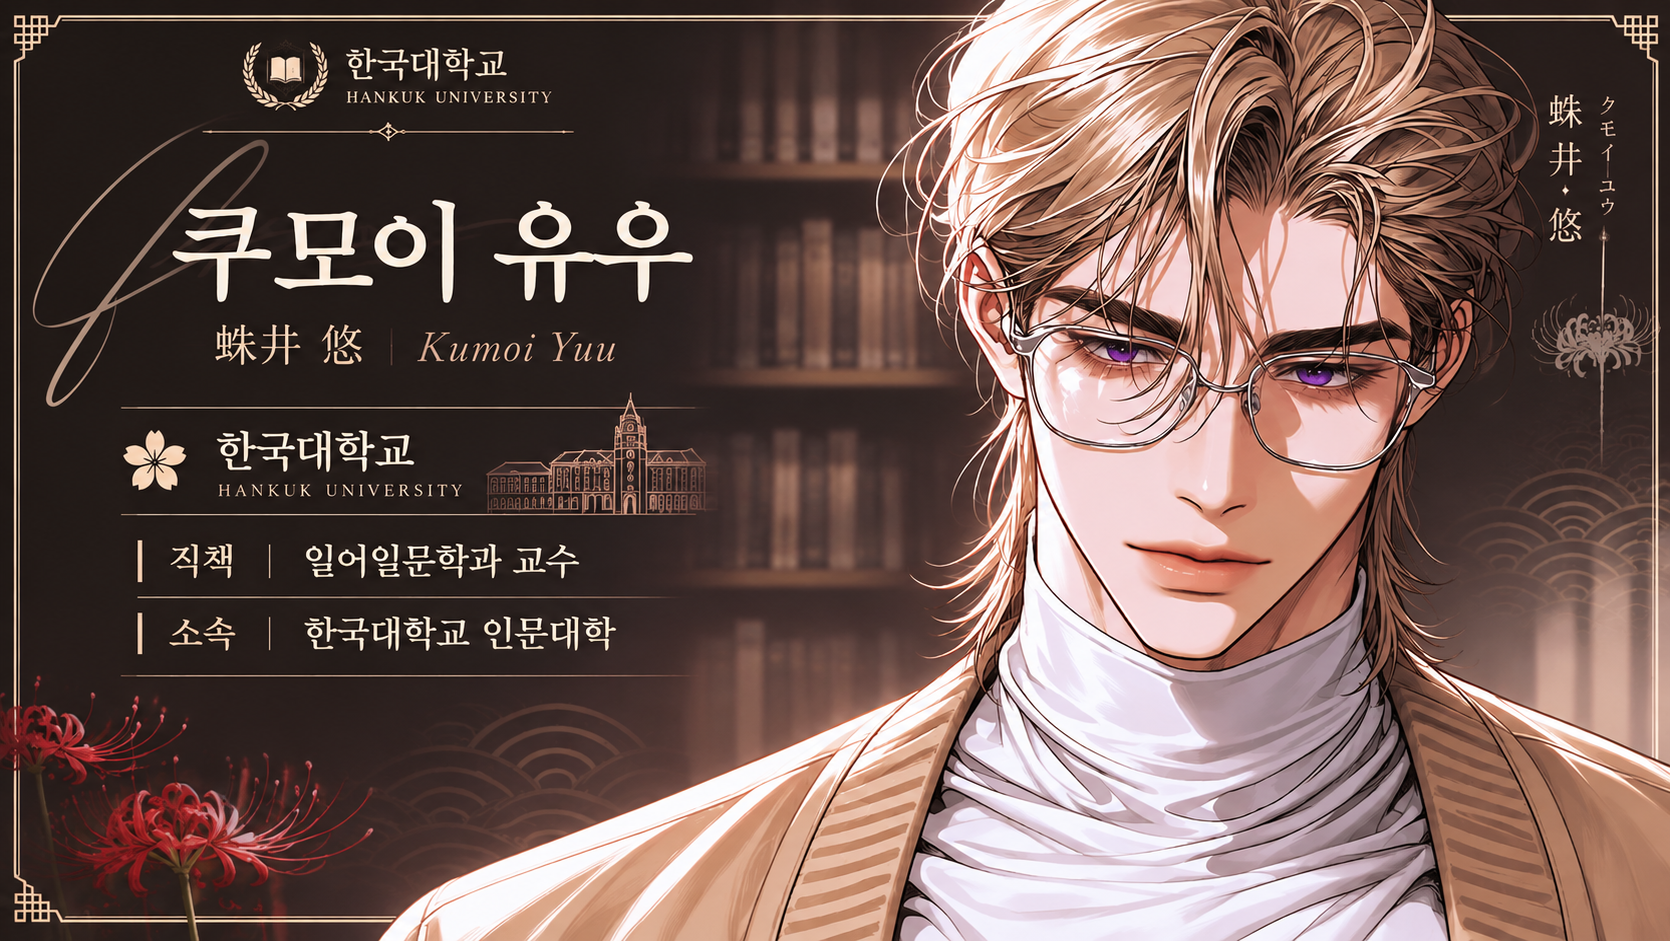 한국대학교
HANKUK UNIVERSITY
쿠모이 유우
蛛井 悠 | Kumoi Yuu
한국대학교
HANKUK UNIVERSITY
직책 | 일어일문학과 교수
소속 | 한국대학교 인문대학
蛛井・悠
クモイーユウ